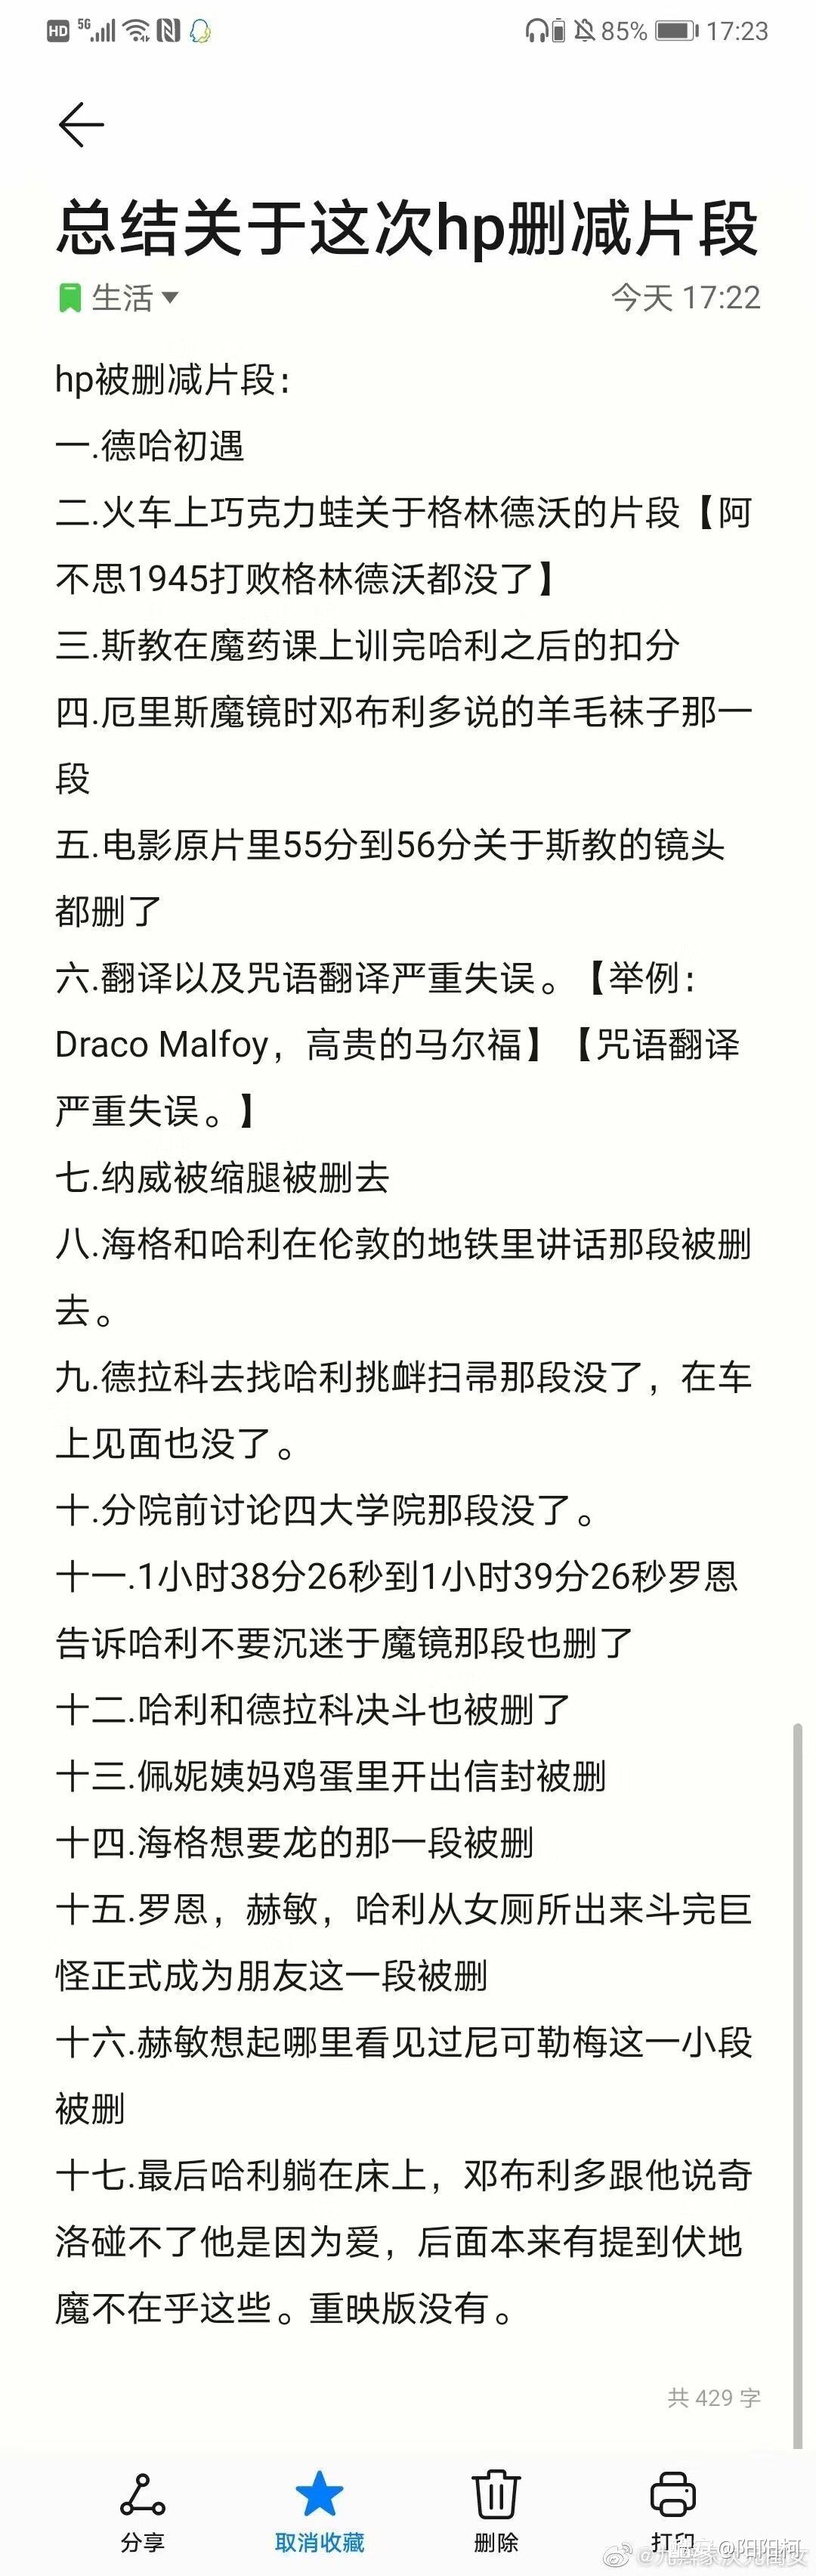 HD 5G 85% 17:23
总结关于这次hp删减片段
生活 今天 17:22
hp被删减片段：
一.德哈初遇
二.火车上巧克力蛙关于格林德沃的片段【阿
不思1945打败格林德沃都没了】
三.斯教在魔药课上训完哈利之后的扣分
四.厄里斯魔镜时邓布利多说的羊毛袜子那一
段
五.电影原片里55分到56分关于斯教的镜头
都删了
六.翻译以及咒语翻译严重失误。【举例：
Draco Malfoy，高贵的马尔福】【咒语翻译
严重失误。】
七.纳威被缩腿被删去
八.海格和哈利在伦敦的地铁里讲话那段被删
去。
九.德拉科去找哈利挑衅扫帚那段没了，在车
上见面也没了。
十.分院前讨论四大学院那段没了。
十一.1小时38分26秒到1小时39分26秒罗恩
告诉哈利不要沉迷于魔镜那段也删了
十二.哈利和德拉科决斗也被删了
十三.佩妮姨妈鸡蛋里开出信封被删
十四.海格想要龙的那一段被删
十五.罗恩，赫敏，哈利从女厕所出来斗完巨
怪正式成为朋友这一段被删
十六.赫敏想起哪里看见过尼可勒梅这一小段
被删
十七.最后哈利躺在床上，邓布利多跟他说奇
洛碰不了他是因为爱，后面本来有提到伏地
魔不在乎这些。重映版没有。
共 429 字
分享 取消收藏 删除 打印
@阳阳柯